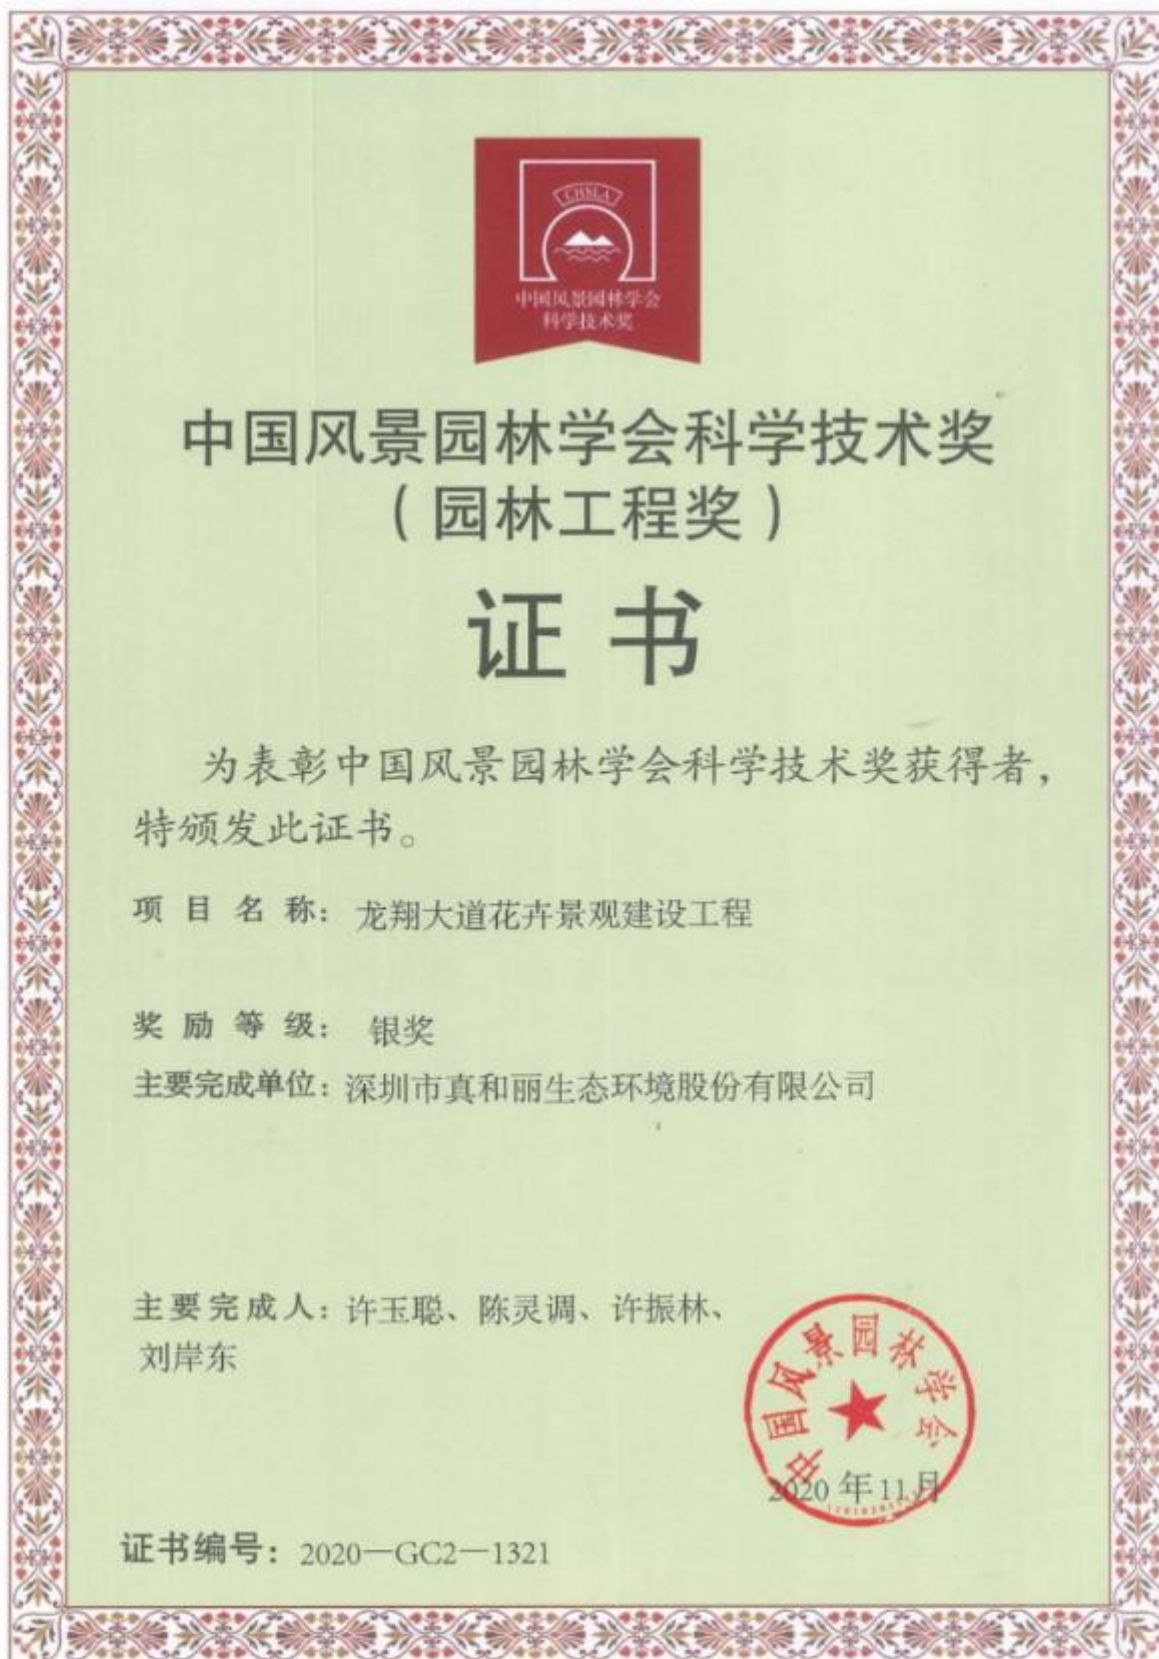 CHSLA
中国风景园林学会
科学技术奖
中国风景园林学会科学技术奖
（园林工程奖）
证书
为表彰中国风景园林学会科学技术奖获得者，
特颁发此证书。
项目名称：龙翔大道花卉景观建设工程
奖励等级：银奖
主要完成单位：深圳市真和丽生态环境股份有限公司
主要完成人：许玉聪、陈灵调、许振林、
刘岸东
中国风景园林学会
2020年11月
证书编号：2020—GC2—1321